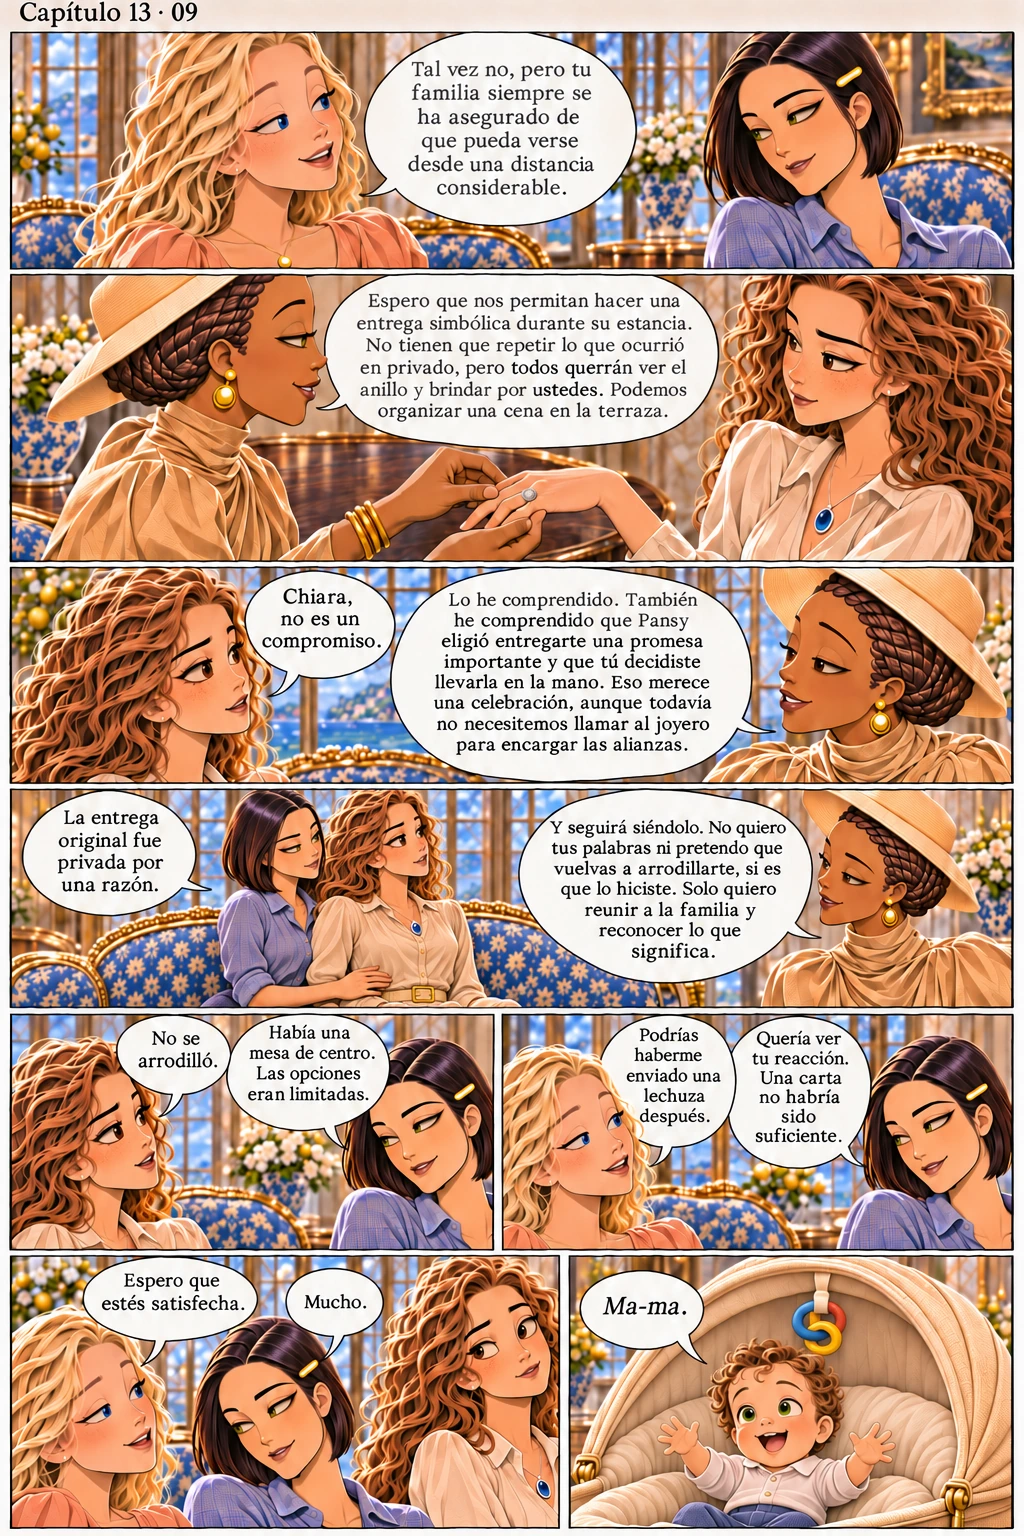 Capítulo 13 · 09
Tal vez no, pero tu
familia siempre se
ha asegurado de
que pueda verse
desde una distancia
considerable.
Espero que nos permitan hacer una
entrega simbólica durante su estancia.
No tienen que repetir lo que ocurrió
en privado, pero todos querrán ver el
anillo y brindar por ustedes. Podemos
organizar una cena en la terraza.
Chiara,
no es un
compromiso.
Lo he comprendido. También
he comprendido que Pansy
eligió entregarte una promesa
importante y que tú decidiste
llevarla en la mano. Eso merece
una celebración, aunque todavía
no necesitemos llamar al joyero
para encargar las alianzas.
La entrega
original fue
privada por
una razón.
Y seguirá siéndolo. No quiero
tus palabras ni pretendo que
vuelvas a arrodillarte, si es
que lo hiciste. Solo quiero
reunir a la familia y
reconocer lo que
significa.
No se
arrodilló.
Había una
mesa de centro.
Las opciones
eran limitadas.
Podrías
haberme
enviado una
lechuza
después.
Quería ver
tu reacción.
Una carta
no habría
sido
suficiente.
Espero que
estés satisfecha.
Mucho.
Ma-ma.